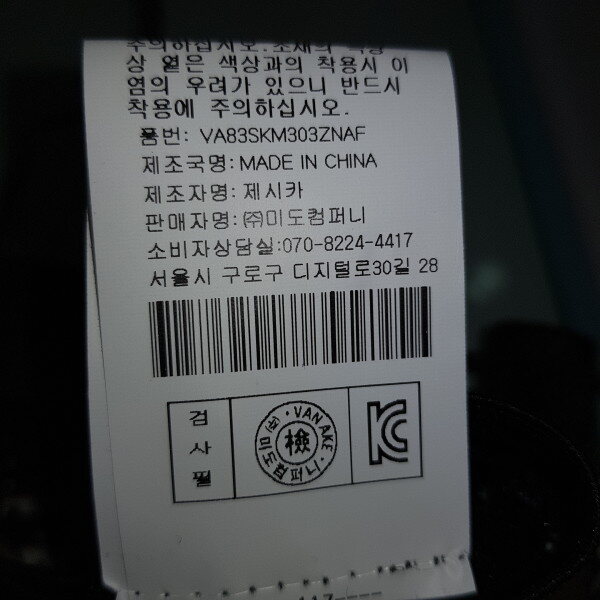 주의하십시오.소재의 특성
상 옅은 색상과의 착용시 이
염의 우려가 있으니 반드시
착용에 주의하십시오.
품번: VA83SKM303ZNAF
제조국명: MADE IN CHINA
제조자명: 제시카
판매자명: ㈜미도컴퍼니
소비자상담실:070-8224-4417
서울시 구로구 디지털로30길 28
검사필
VAN AKE · ㈜미도컴퍼니 ·
檢
KC